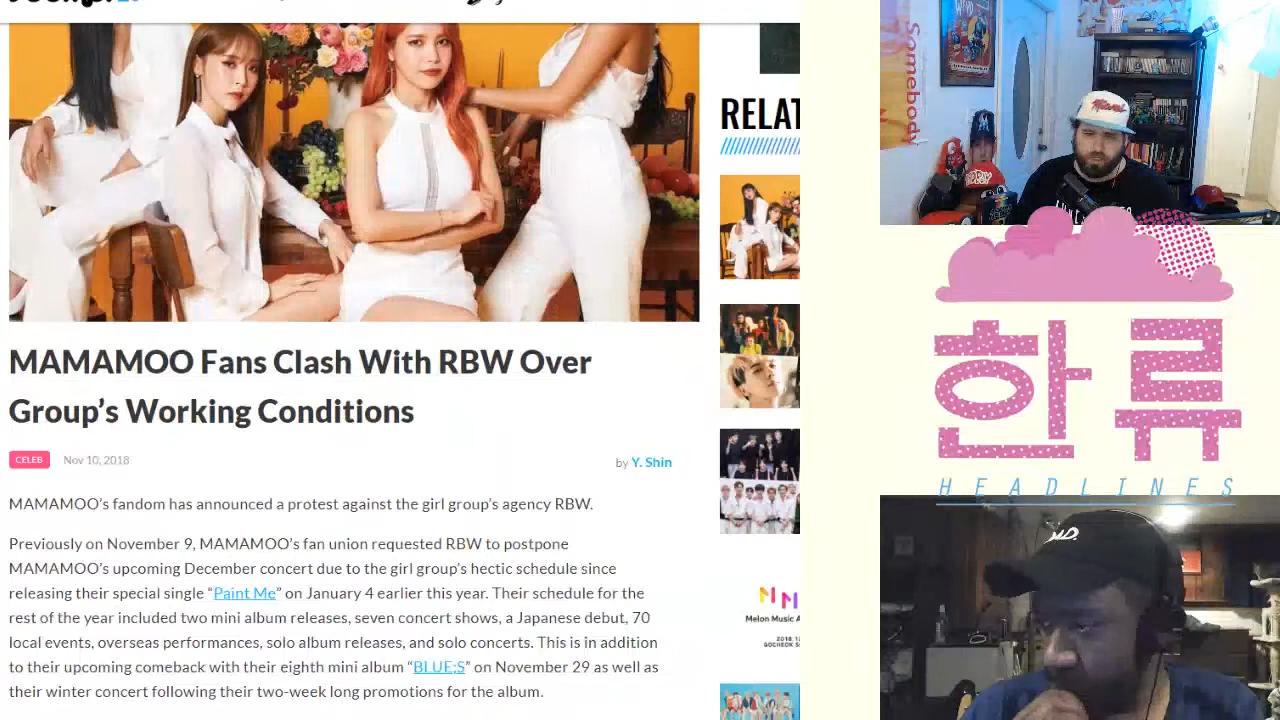 MAMAMOO Fans Clash With RBW Over
Group's Working Conditions
CELEB
Nov 10, 2018
by Y. Shin
MAMAMOO's fandom has announced a protest against the girl group's agency RBW.
Previously on November 9, MAMAMOO's fan union requested RBW to postpone
MAMAMOO's upcoming December concert due to the girl group's hectic schedule since
releasing their special single “Paint Me” on January 4 earlier this year. Their schedule for the
rest of the year included two mini album releases, seven concert shows, a Japanese debut, 70
local events, overseas performances, solo album releases, and solo concerts. This is in addition
to their upcoming comeback with their eighth mini album “BLUE;S” on November 29 as well as
their winter concert following their two-week long promotions for the album.
RELAT
Melon Music A
Somebody
Miami
한류
HEADLINES